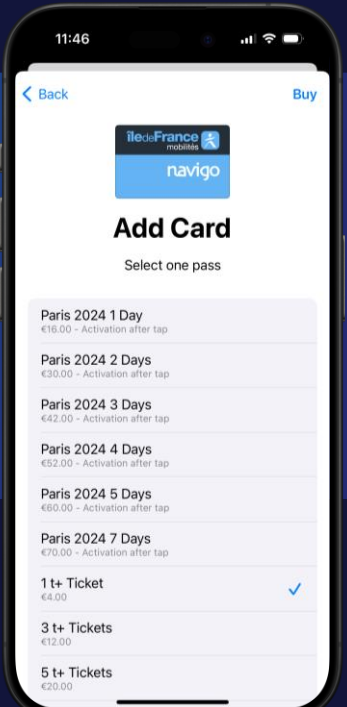 11:46
Back
Buy
îledeFrance
mobilités
navigo
Add Card
Select one pass
Paris 2024 1 Day
€16.00 - Activation after tap
Paris 2024 2 Days
€30.00 - Activation after tap
Paris 2024 3 Days
€42.00 - Activation after tap
Paris 2024 4 Days
€52.00 - Activation after tap
Paris 2024 5 Days
€60.00 - Activation after tap
Paris 2024 7 Days
€70.00 - Activation after tap
1 t+ Ticket
€4.00
3 t+ Tickets
€12.00
5 t+ Tickets
€20.00